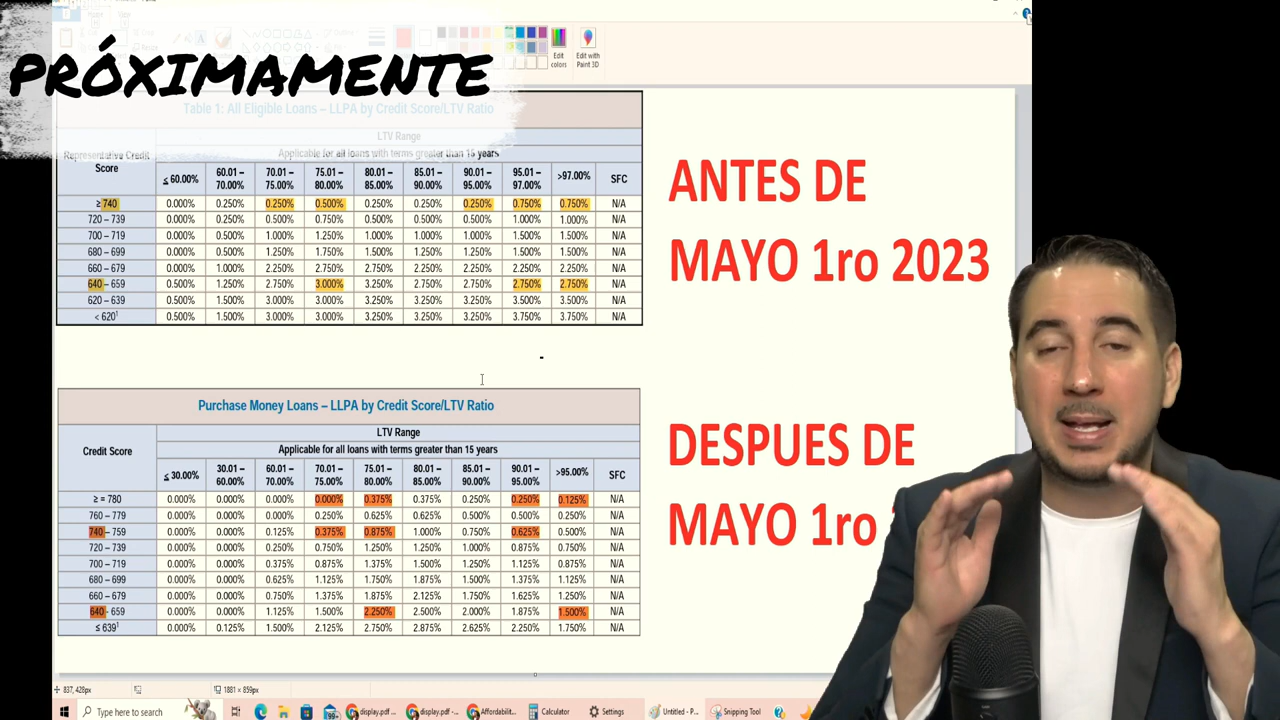 PRÓXIMAMENTE
Edit colors
Edit with Paint 3D
Table 1: All Eligible Loans – LLPA by Credit Score/LTV Ratio
LTV Range
Representative Credit Score
Applicable for all loans with terms greater than 15 years
≤ 60.00% 60.01 – 70.00% 70.01 – 75.00% 75.01 – 80.00% 80.01 – 85.00% 85.01 – 90.00% 90.01 – 95.00% 95.01 – 97.00% >97.00% SFC
≥ 740 0.000% 0.250% 0.250% 0.500% 0.250% 0.250% 0.250% 0.750% 0.750% N/A
720 – 739 0.000% 0.250% 0.500% 0.750% 0.500% 0.500% 0.500% 1.000% 1.000% N/A
700 – 719 0.000% 0.500% 1.000% 1.250% 1.000% 1.000% 1.000% 1.500% 1.500% N/A
680 – 699 0.000% 0.500% 1.250% 1.750% 1.500% 1.250% 1.250% 1.500% 1.500% N/A
660 – 679 0.000% 1.000% 2.250% 2.750% 2.750% 2.250% 2.250% 2.250% 2.250% N/A
640 – 659 0.500% 1.250% 2.750% 3.000% 3.250% 2.750% 2.750% 2.750% 2.750% N/A
620 – 639 0.500% 1.500% 3.000% 3.000% 3.250% 3.250% 3.250% 3.500% 3.500% N/A
< 620¹ 0.500% 1.500% 3.000% 3.000% 3.250% 3.250% 3.250% 3.750% 3.750% N/A
ANTES DE
MAYO 1ro 2023
Purchase Money Loans – LLPA by Credit Score/LTV Ratio
LTV Range
Credit Score
Applicable for all loans with terms greater than 15 years
≤ 30.00% 30.01 – 60.00% 60.01 – 70.00% 70.01 – 75.00% 75.01 – 80.00% 80.01 – 85.00% 85.01 – 90.00% 90.01 – 95.00% >95.00% SFC
≥ = 780 0.000% 0.000% 0.000% 0.000% 0.375% 0.375% 0.250% 0.250% 0.125% N/A
760 – 779 0.000% 0.000% 0.000% 0.250% 0.625% 0.625% 0.500% 0.500% 0.250% N/A
740 – 759 0.000% 0.000% 0.125% 0.375% 0.875% 1.000% 0.750% 0.625% 0.500% N/A
720 – 739 0.000% 0.000% 0.250% 0.750% 1.250% 1.250% 1.000% 0.875% 0.750% N/A
700 – 719 0.000% 0.000% 0.375% 0.875% 1.375% 1.500% 1.250% 1.125% 0.875% N/A
680 – 699 0.000% 0.000% 0.625% 1.125% 1.750% 1.875% 1.500% 1.375% 1.125% N/A
660 – 679 0.000% 0.000% 0.750% 1.375% 1.875% 2.125% 1.750% 1.625% 1.250% N/A
640 - 659 0.000% 0.000% 1.125% 1.500% 2.250% 2.500% 2.000% 1.875% 1.500% N/A
≤ 639¹ 0.000% 0.125% 1.500% 2.125% 2.750% 2.875% 2.625% 2.250% 1.750% N/A
DESPUES DE
MAYO 1ro
837, 428px
1881 × 859px
Type here to search
display.pdf ...
display.pdf -...
Affordabilit...
Calculator
Settings
Untitled - P...
Snipping Tool